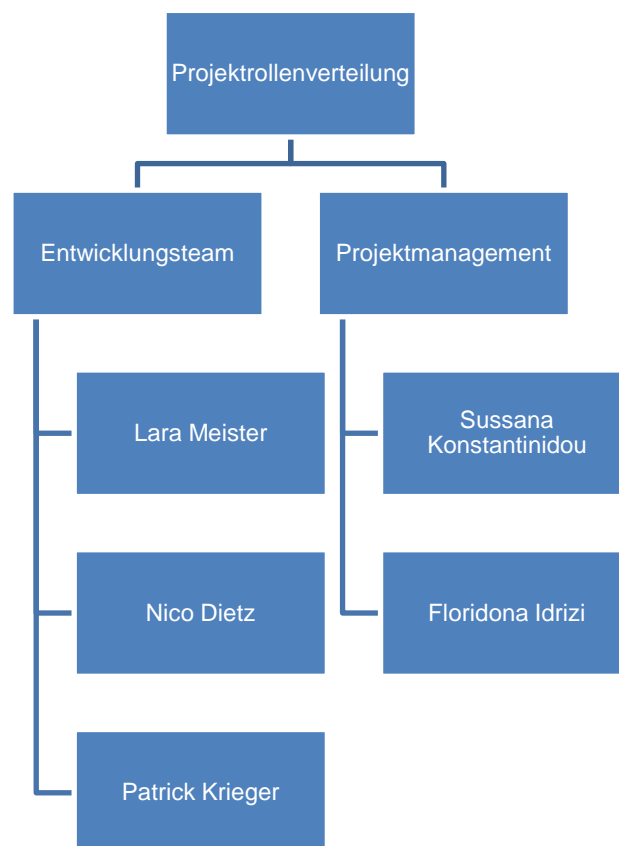 Projektrollenverteilung
Entwicklungsteam
Projektmanagement
Lara Meister
Sussana
Konstantinidou
Nico Dietz
Floridona Idrizi
Patrick Krieger